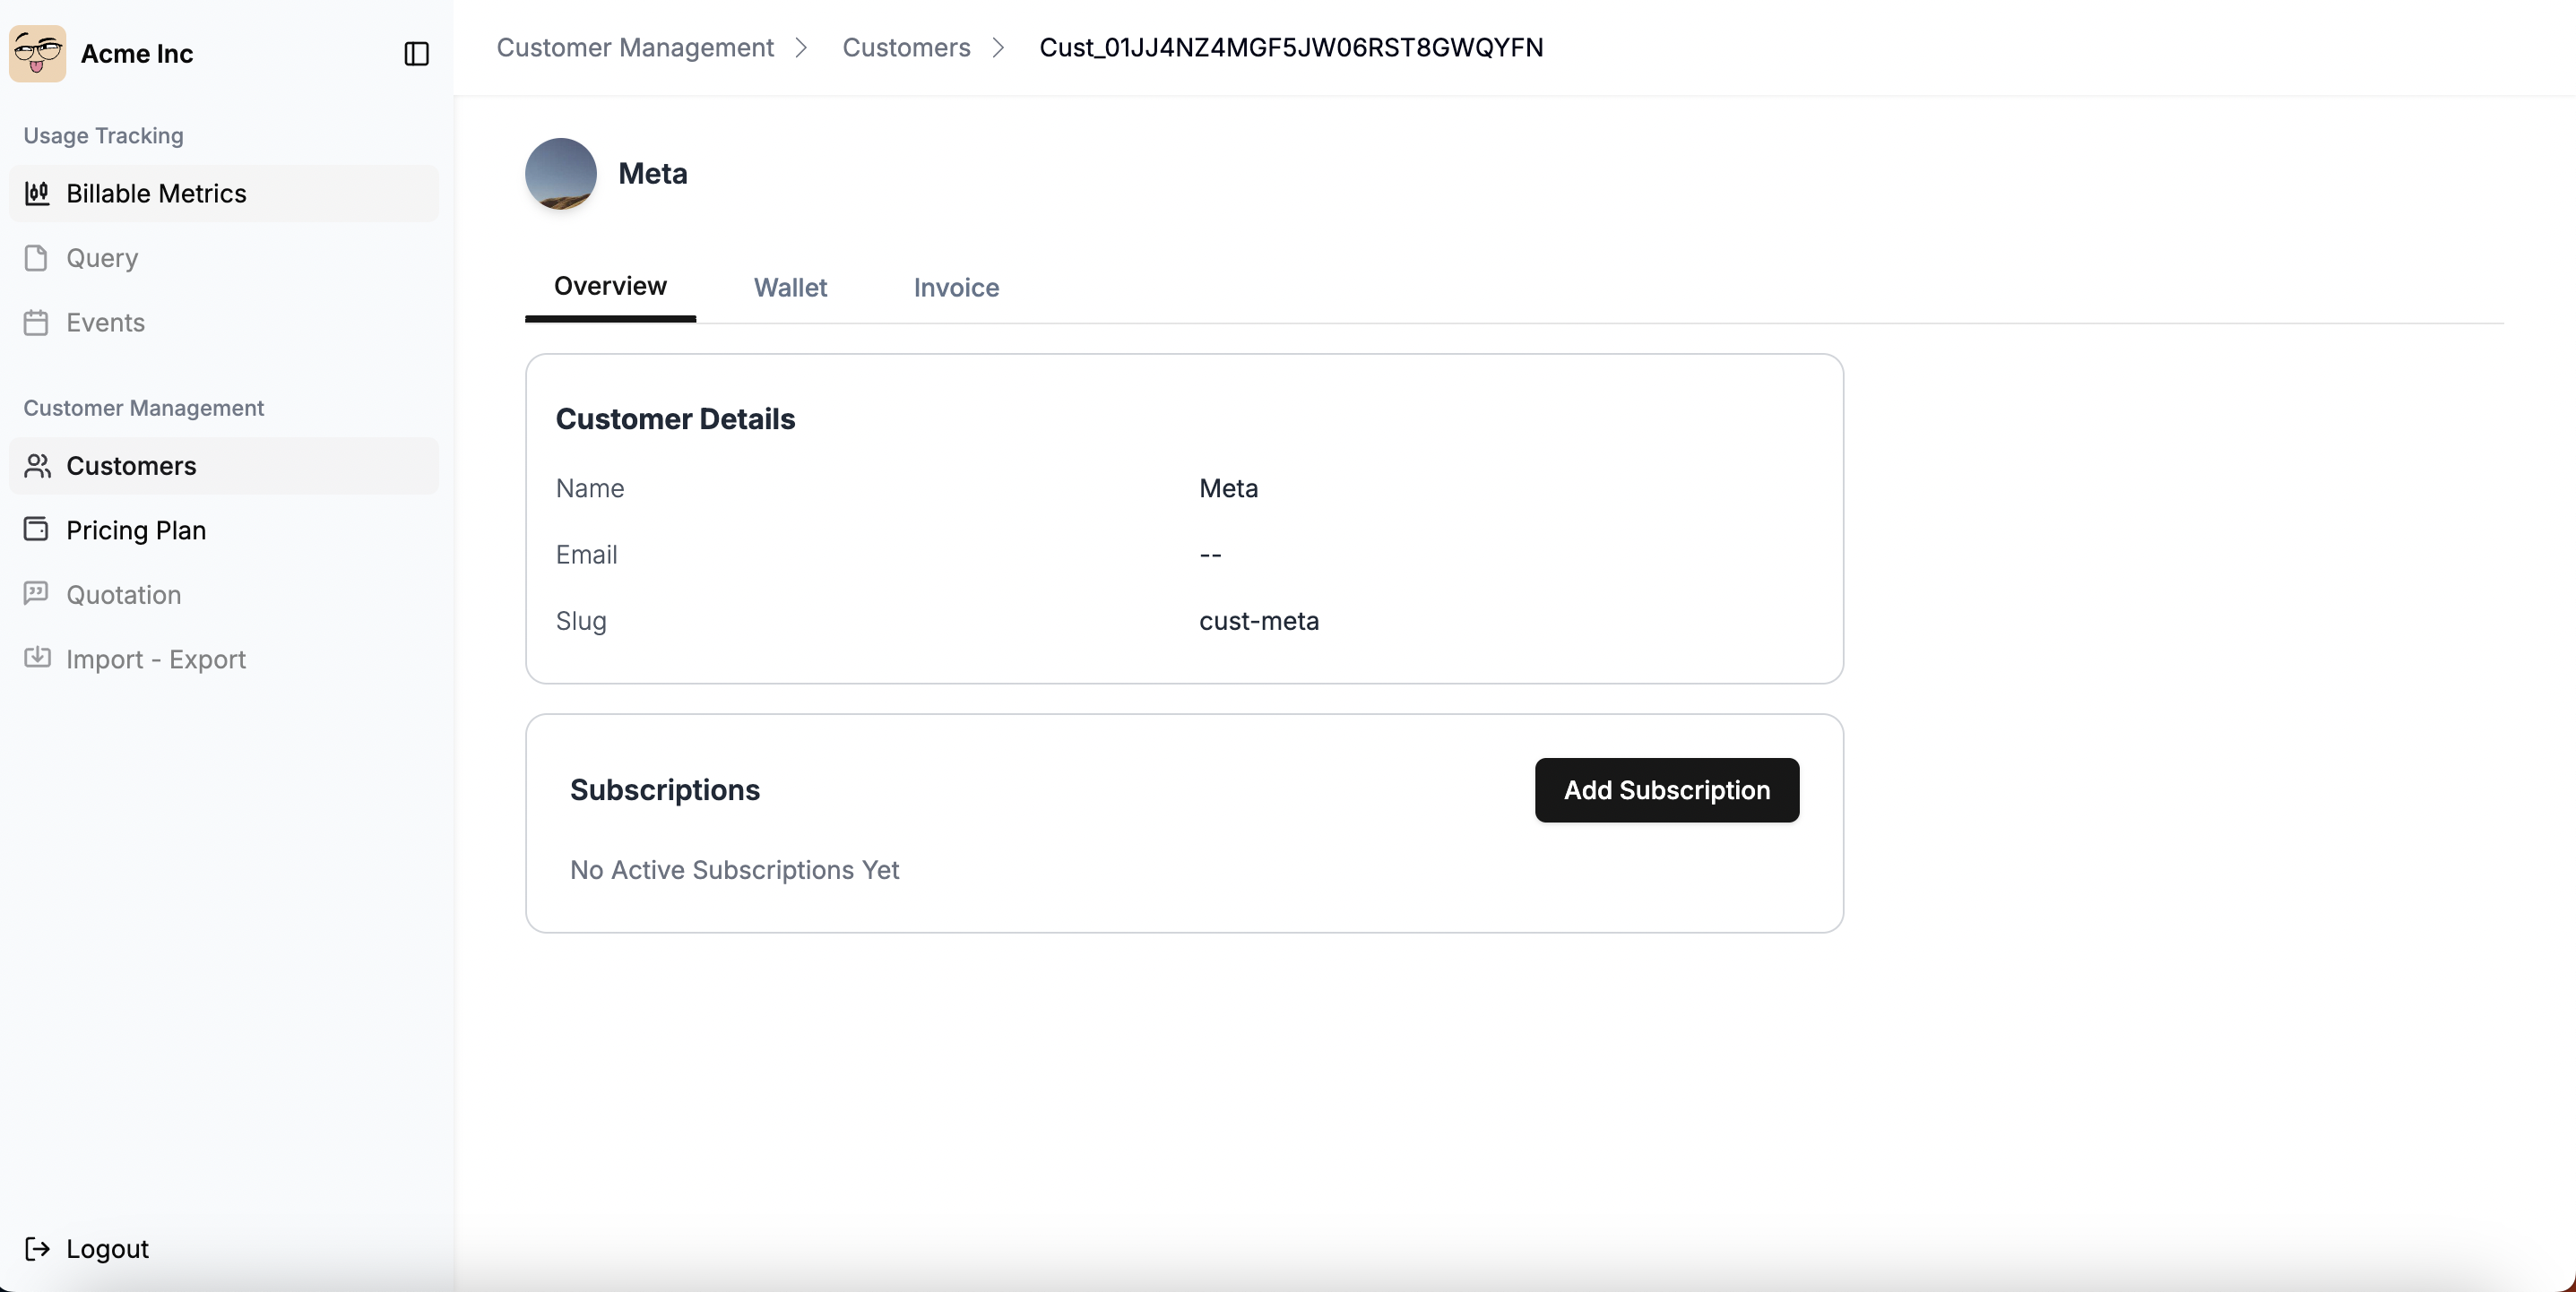 Acme Inc
Usage Tracking
Billable Metrics
Query
Events
Customer Management
Customers
Pricing Plan
Quotation
Import - Export
Logout
Customer Management > Customers > Cust_01JJ4NZ4MGF5JW06RST8GWQYFN
Meta
Overview Wallet Invoice
Customer Details
Name Meta
Email --
Slug cust-meta
Subscriptions Add Subscription
No Active Subscriptions Yet